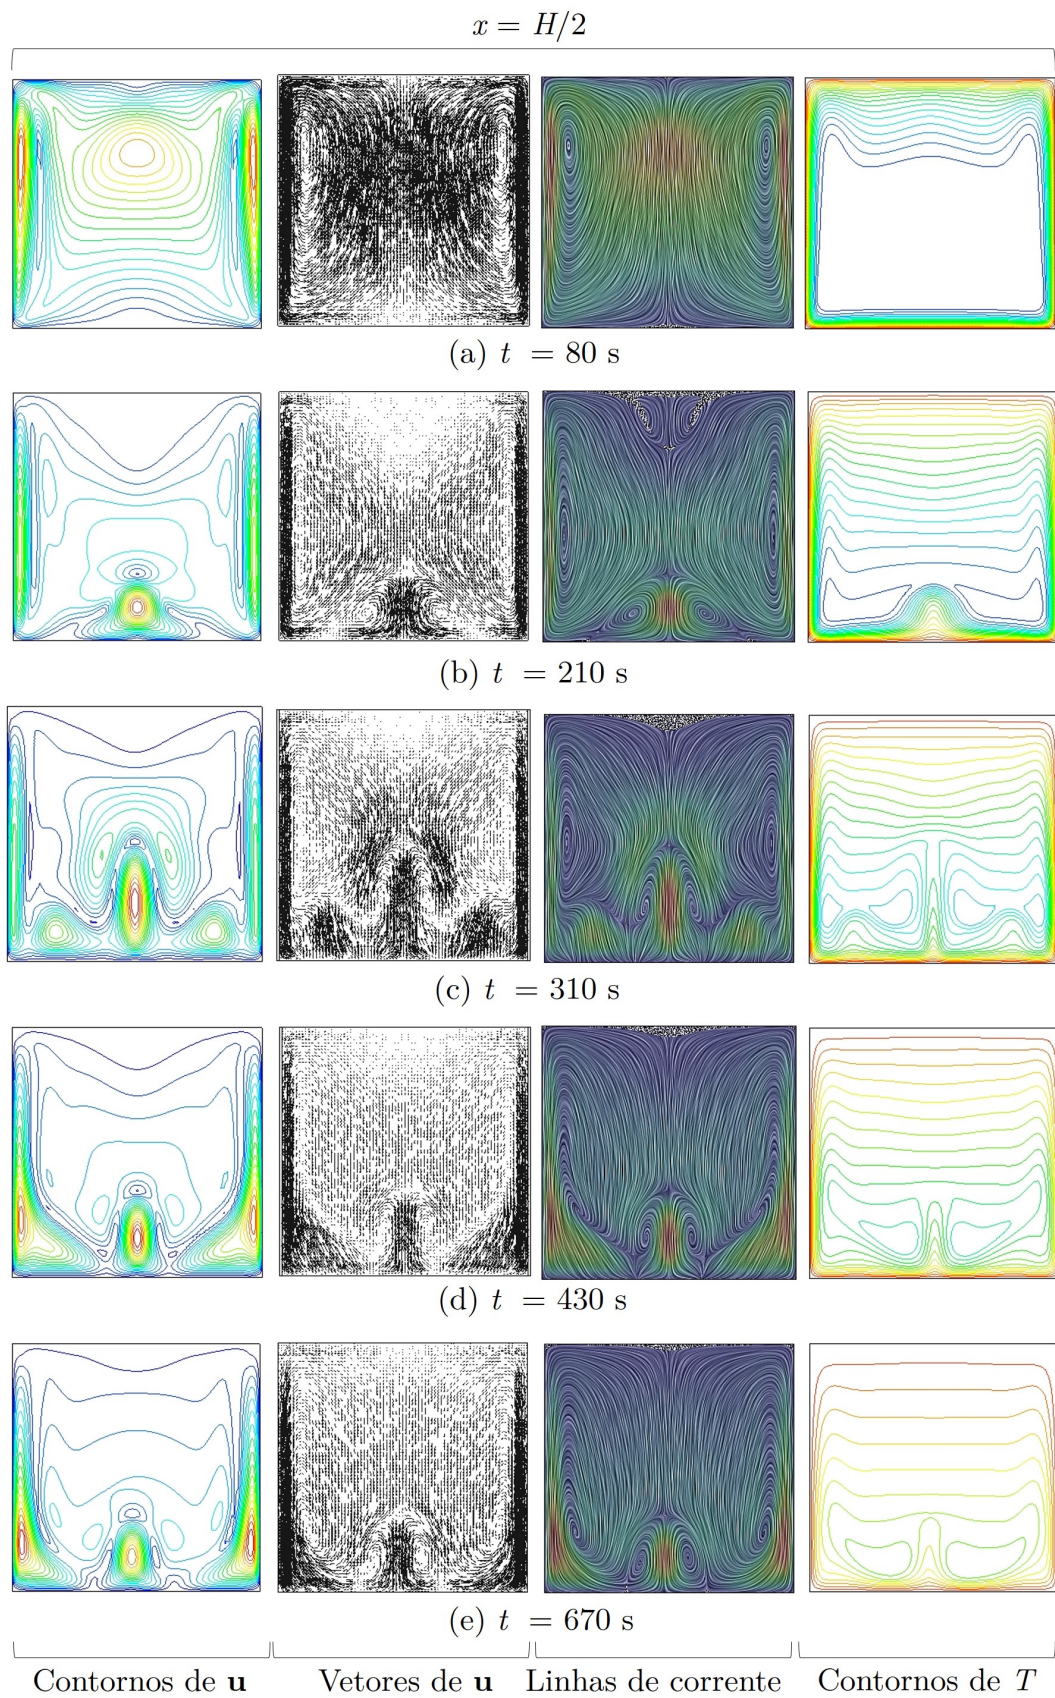 x = H/2
(a) t = 80 s
(b) t = 210 s
(c) t = 310 s
(d) t = 430 s
(e) t = 670 s
Contornos de u Vetores de u Linhas de corrente Contornos de T